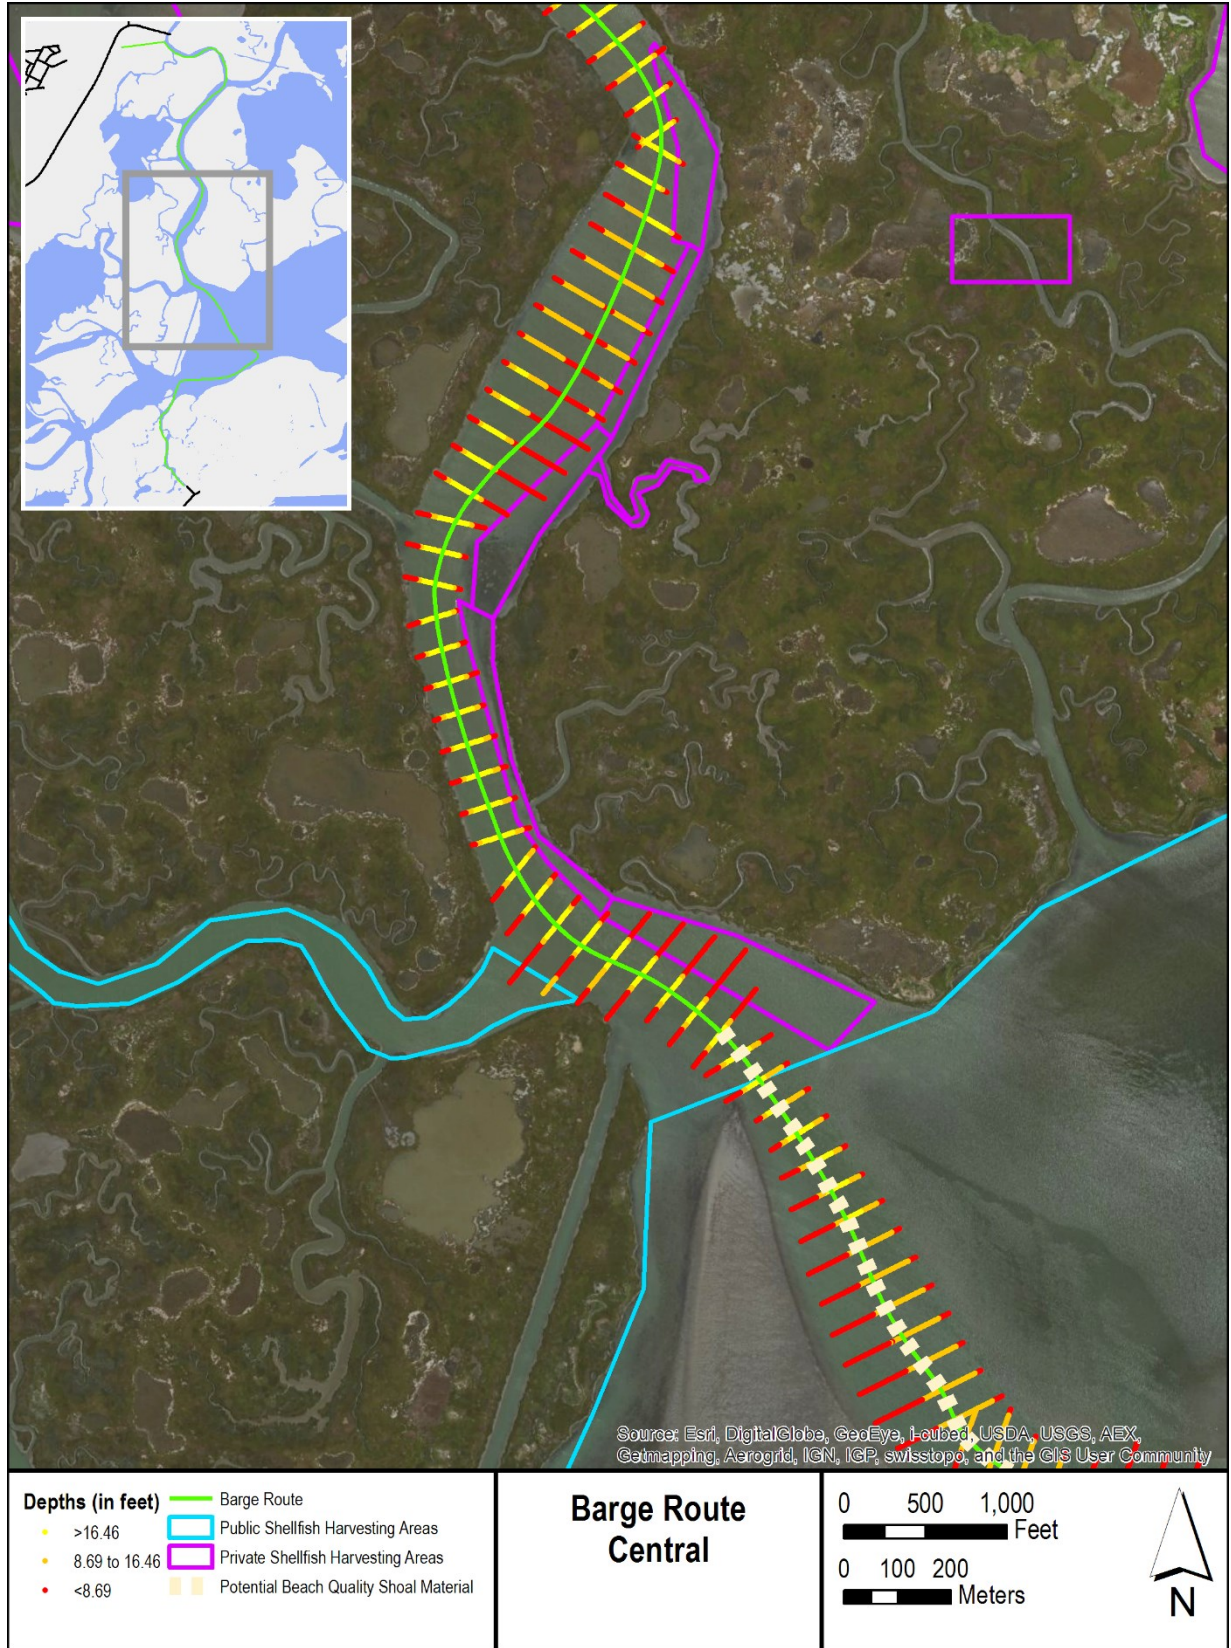 Source: Esri, DigitalGlobe, GeoEye, i-cubed, USDA, USGS, AEX,
Getmapping, Aerogrid, IGN, IGP, swisstopo, and the GIS User Community
Depths (in feet)
>16.46
8.69 to 16.46
<8.69
Barge Route
Public Shellfish Harvesting Areas
Private Shellfish Harvesting Areas
Potential Beach Quality Shoal Material
Barge Route
Central
0 500 1,000
Feet
0 100 200
Meters
N